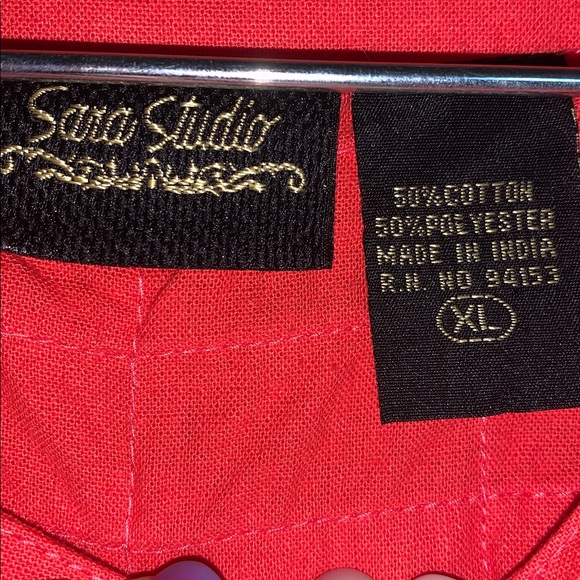 Sara Studio
50% COTTON
50% POLYESTER
MADE IN INDIA
R.N. NO 94153
XL